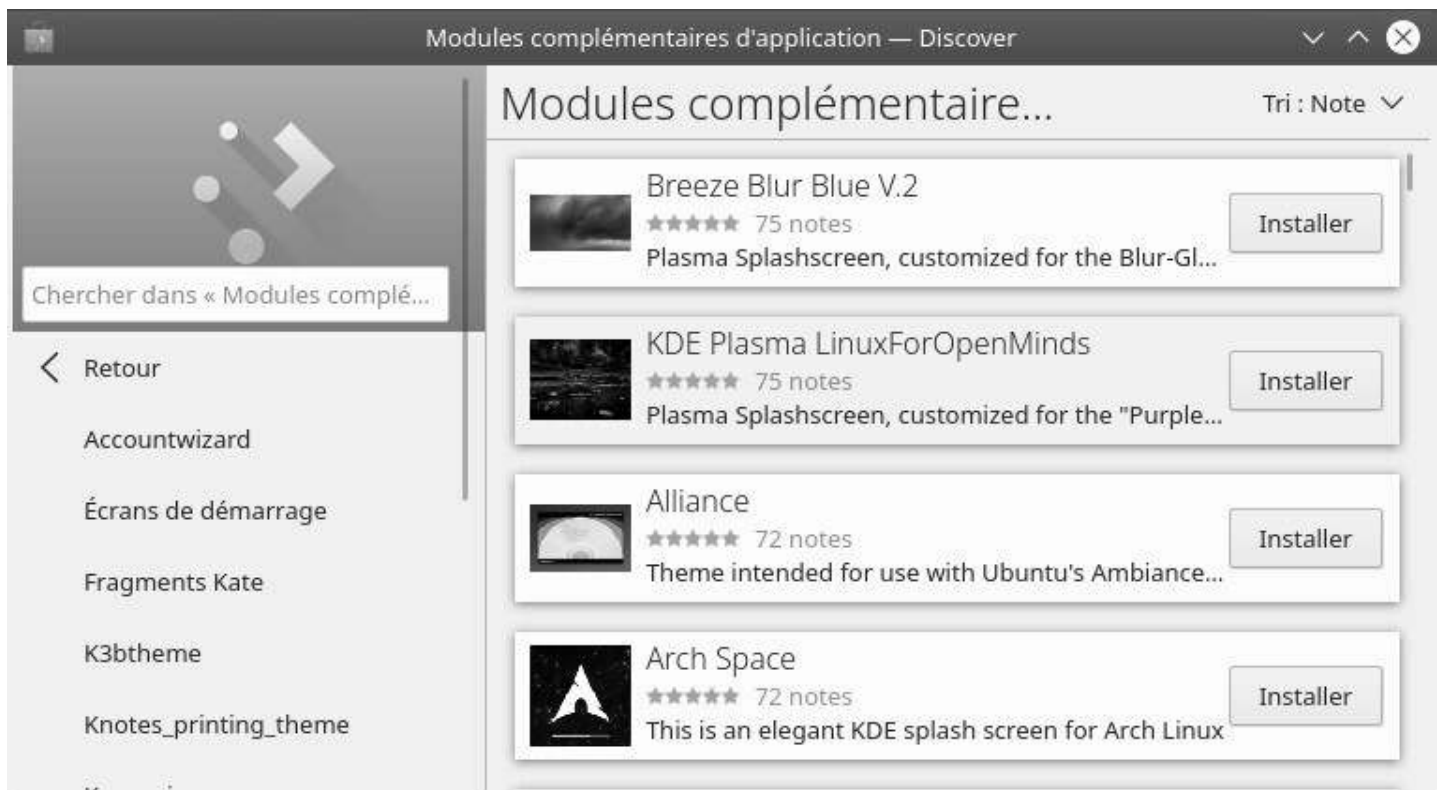 Modules complémentaires d'application — Discover
Modules complémentaire...
Tri : Note
Chercher dans « Modules complé...
Retour
Accountwizard
Écrans de démarrage
Fragments Kate
K3btheme
Knotes_printing_theme
Breeze Blur Blue V.2
75 notes
Plasma Splashscreen, customized for the Blur-Gl...
Installer
KDE Plasma LinuxForOpenMinds
75 notes
Plasma Splashscreen, customized for the "Purple...
Installer
Alliance
72 notes
Theme intended for use with Ubuntu's Ambiance...
Installer
Arch Space
72 notes
This is an elegant KDE splash screen for Arch Linux
Installer